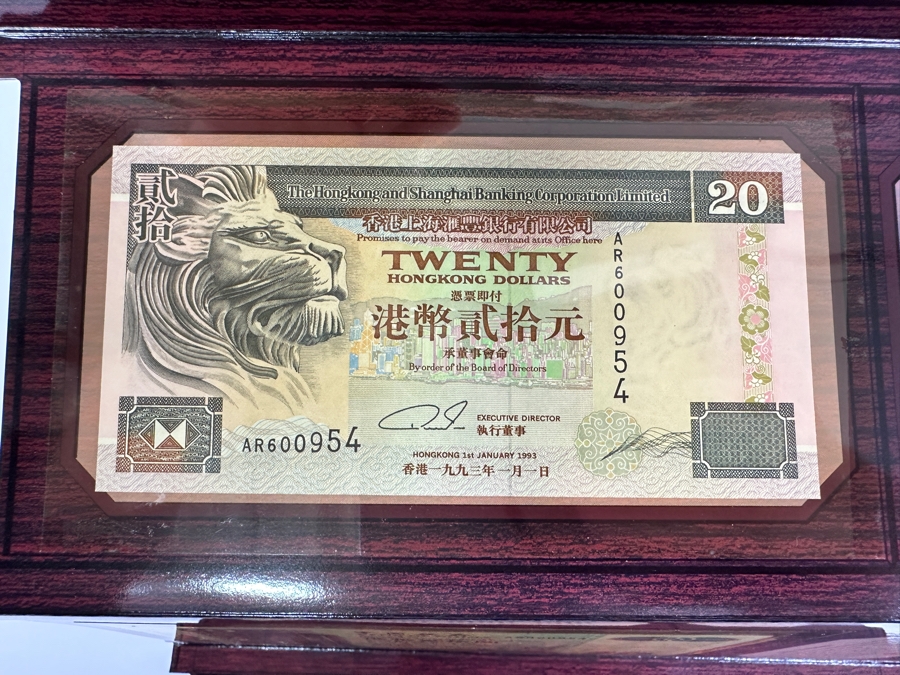 貳拾
The Hongkong and Shanghai Banking Corporation Limited
20
香港上海滙豐銀行有限公司
Promises to pay the bearer on demand at its Office here
TWENTY
HONGKONG DOLLARS
憑票即付
港幣貳拾元
承董事會命
By order of the Board of Directors
AR600954
EXECUTIVE DIRECTOR
執行董事
AR600954
HONGKONG 1st JANUARY 1993
香港一九九三年一月一日